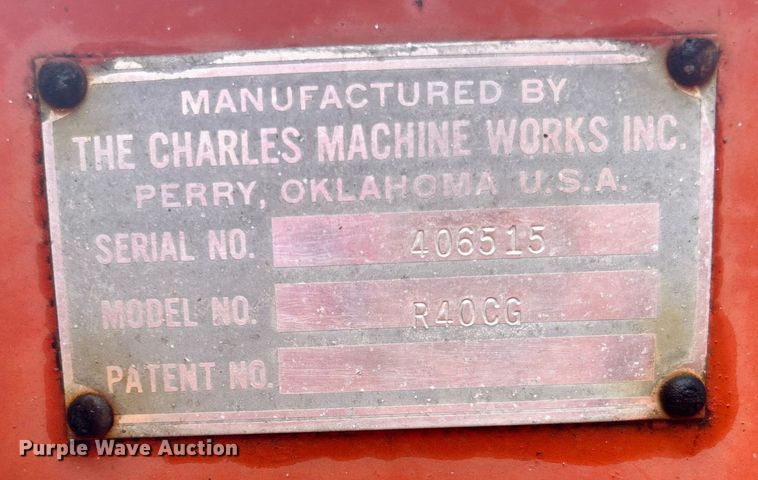 MANUFACTURED BY
THE CHARLES MACHINE WORKS INC.
PERRY, OKLAHOMA U.S.A.
SERIAL NO. 406515
MODEL NO. R40CG
PATENT NO.
Purple Wave Auction